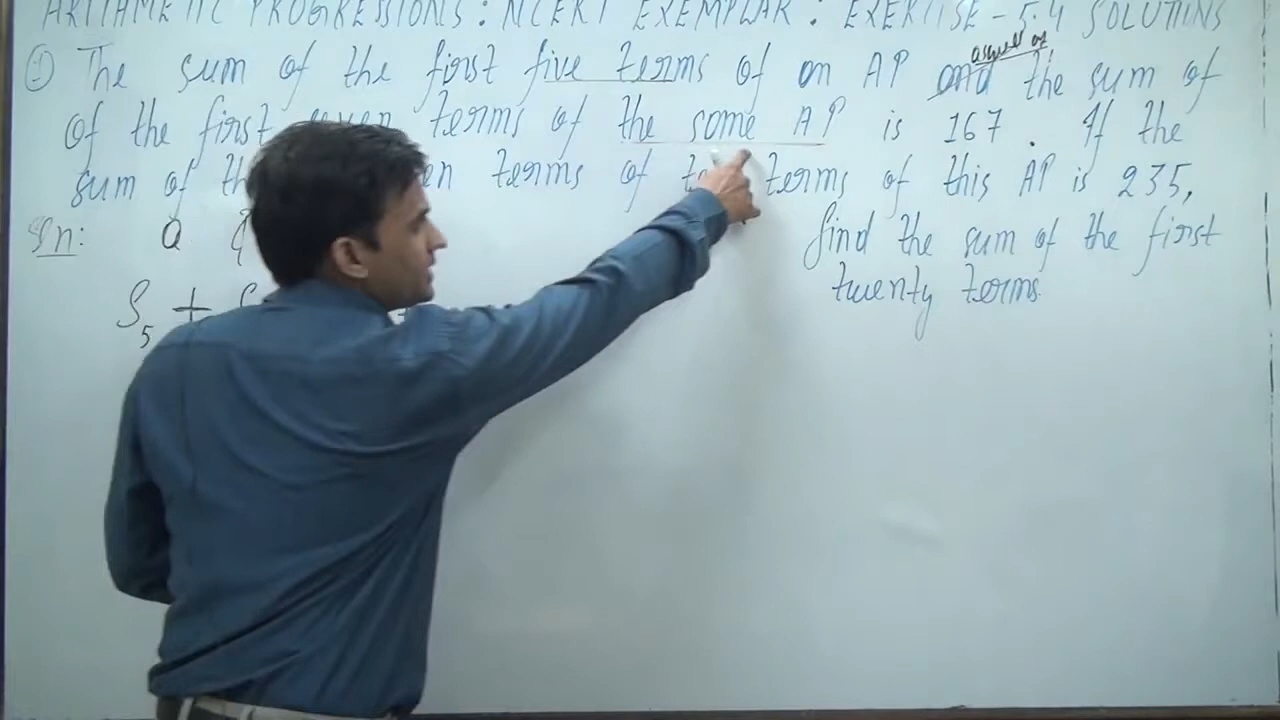 ARITHMETIC PROGRESSIONS : NCERT EXEMPLAR : EXERCISE - 5.4 SOLUTIONS
1) The sum of the first five terms of an AP and the sum of
of the first seven terms of the same AP is 167 . If the
sum of terms of terms of this AP is 235,
find the sum of the first
twenty terms.
Sn: a
S5 +